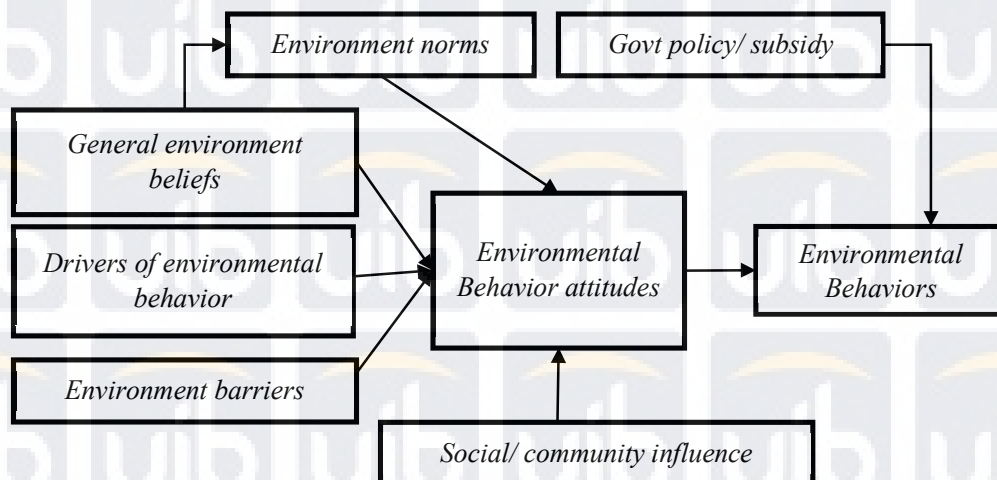 Environment norms
Govt policy/ subsidy
General environment
beliefs
Drivers of environmental
behavior
Environmental
Behavior attitudes
Environmental
Behaviors
Environment barriers
Social/ community influence